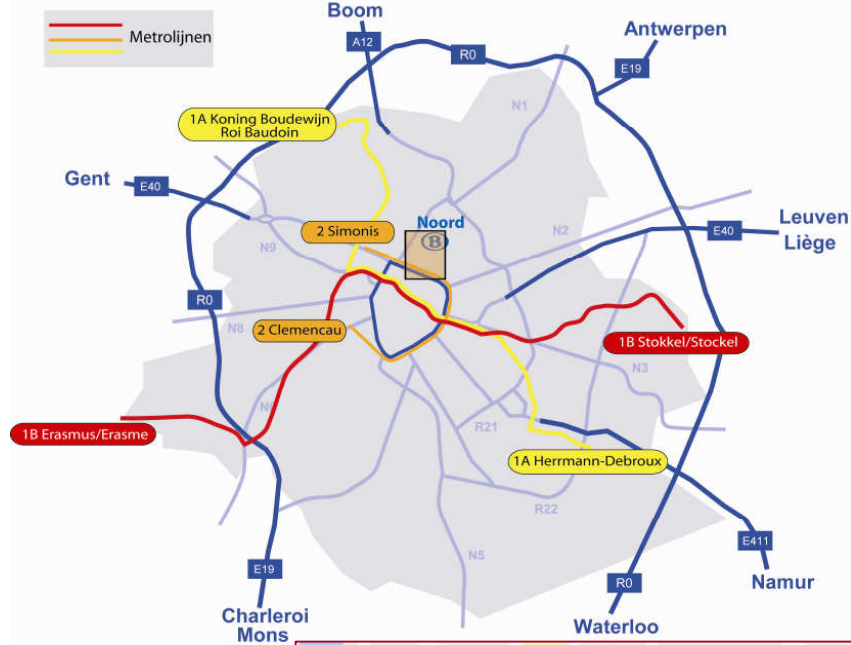 Metrolijnen
Boom
A12
R0
Antwerpen
E19
N1
1A Koning Boudewijn
Roi Baudoin
Gent
E40
Noord
B
2 Simonis
N2
Leuven
Liège
E40
N9
R0
N8
2 Clemencau
1B Stokkel/Stockel
N3
N6
1B Erasmus/Erasme
R21
1A Herrmann-Debroux
R22
E411
Namur
N5
E19
R0
Charleroi
Mons
Waterloo